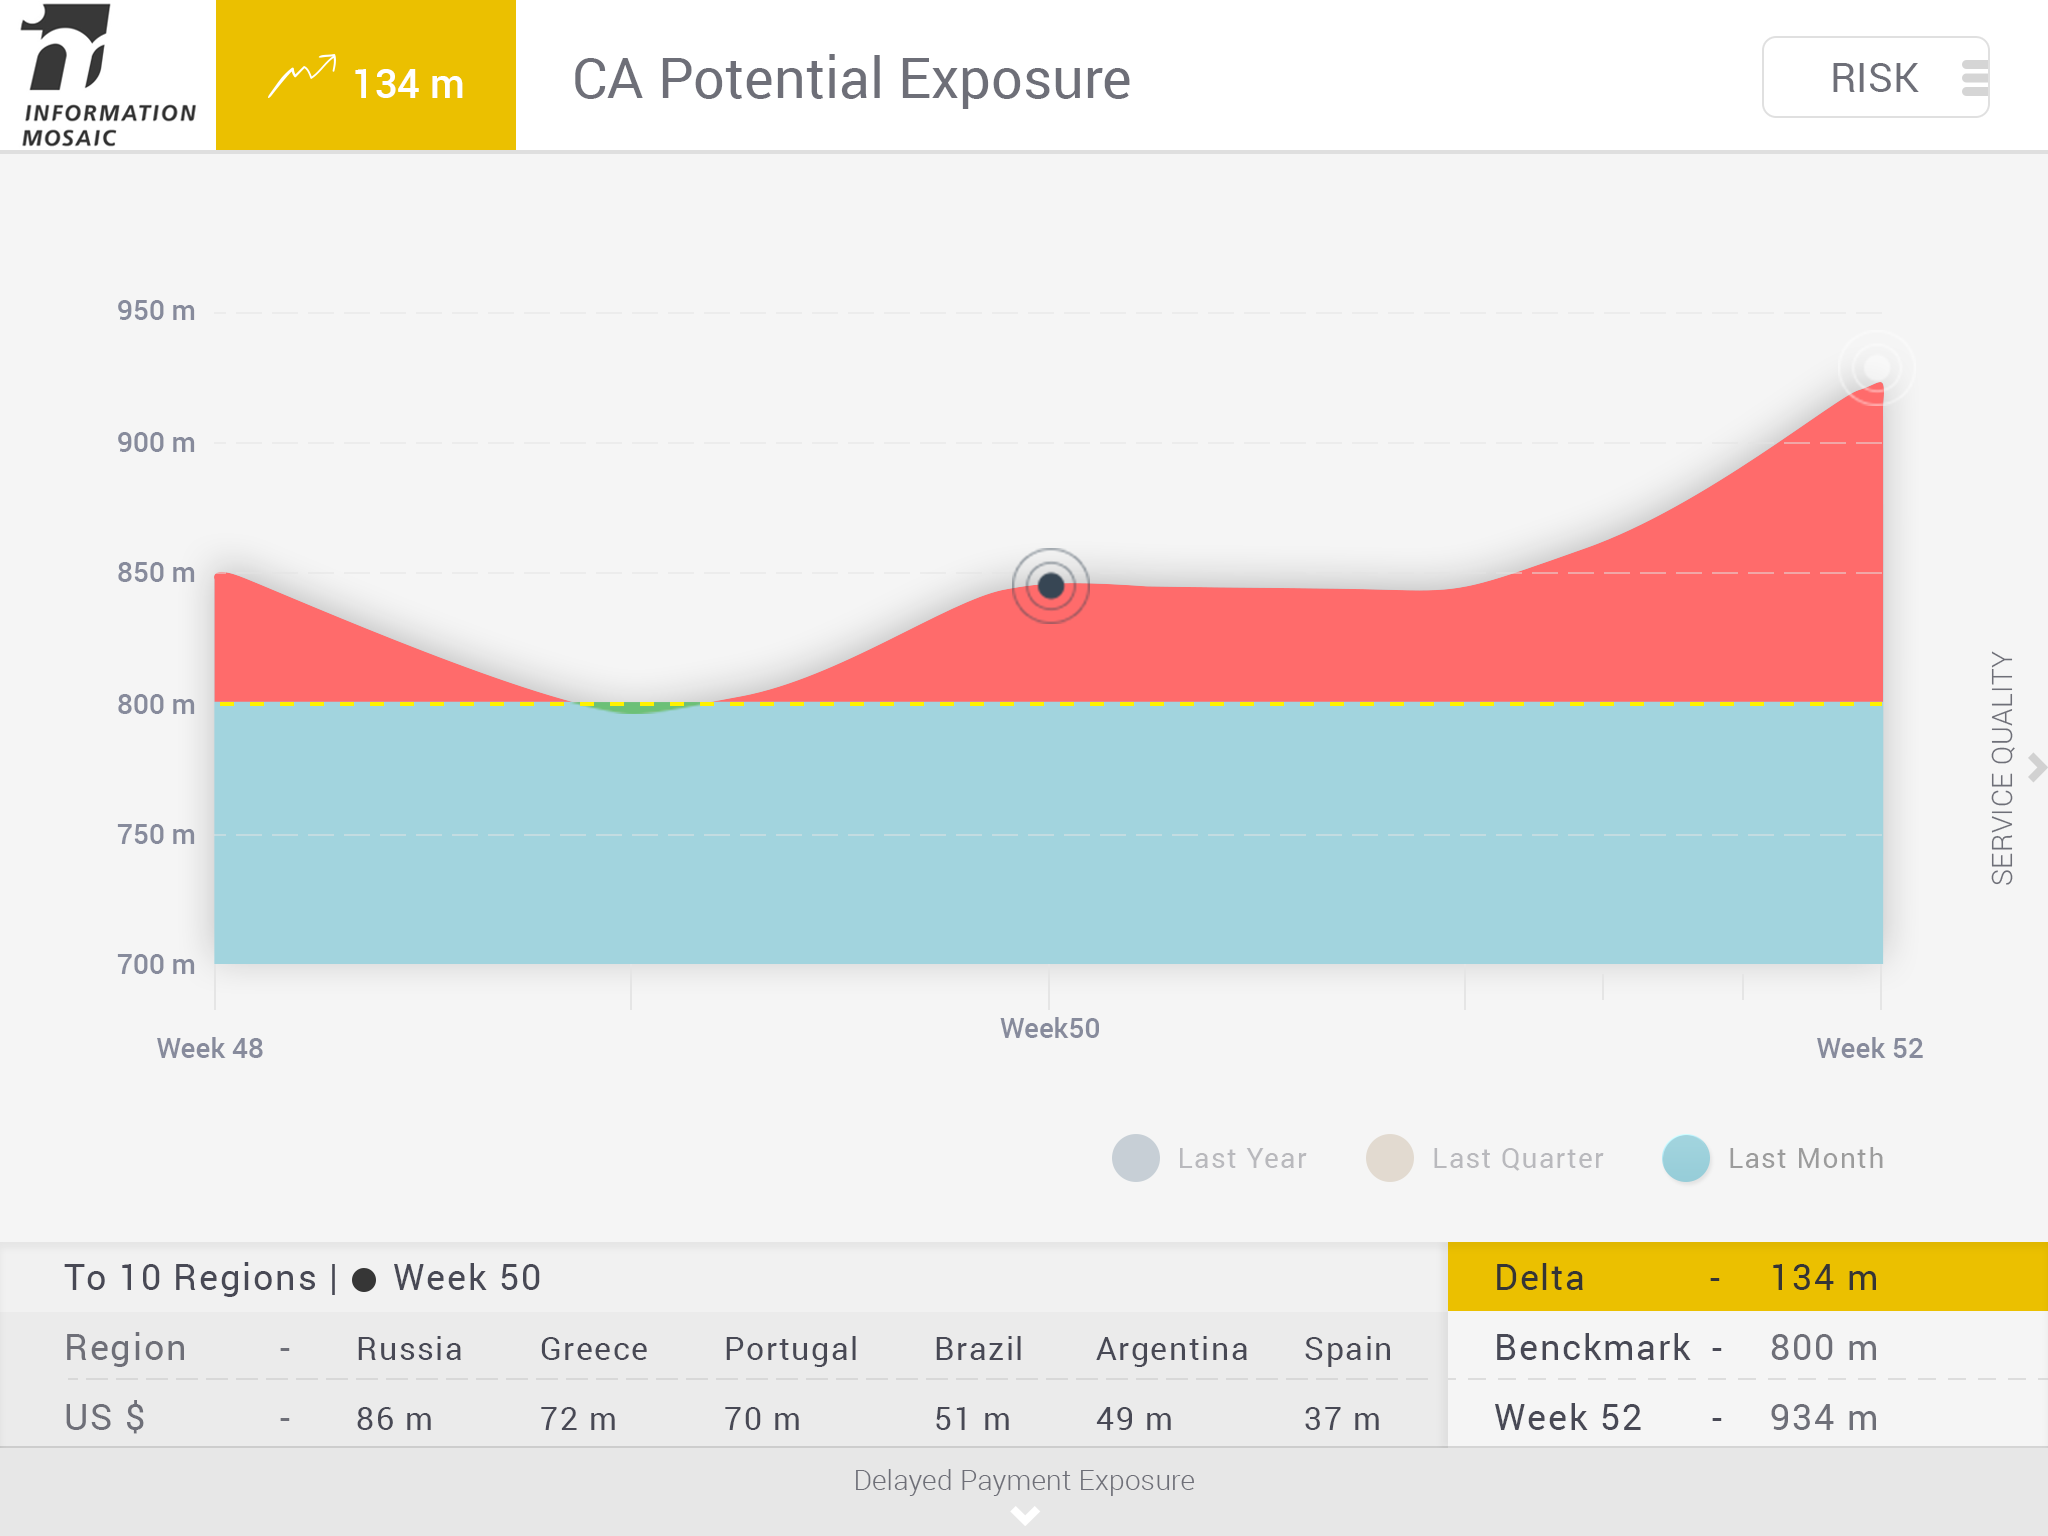 INFORMATION
MOSAIC
134 m
CA Potential Exposure
RISK
950 m
900 m
850 m
800 m
750 m
700 m
Week 48
Week50
Week 52
SERVICE QUALITY
Last Year
Last Quarter
Last Month
To 10 Regions | ● Week 50
Region - Russia Greece Portugal Brazil Argentina Spain
US $ - 86 m 72 m 70 m 51 m 49 m 37 m
Delta - 134 m
Benckmark - 800 m
Week 52 - 934 m
Delayed Payment Exposure